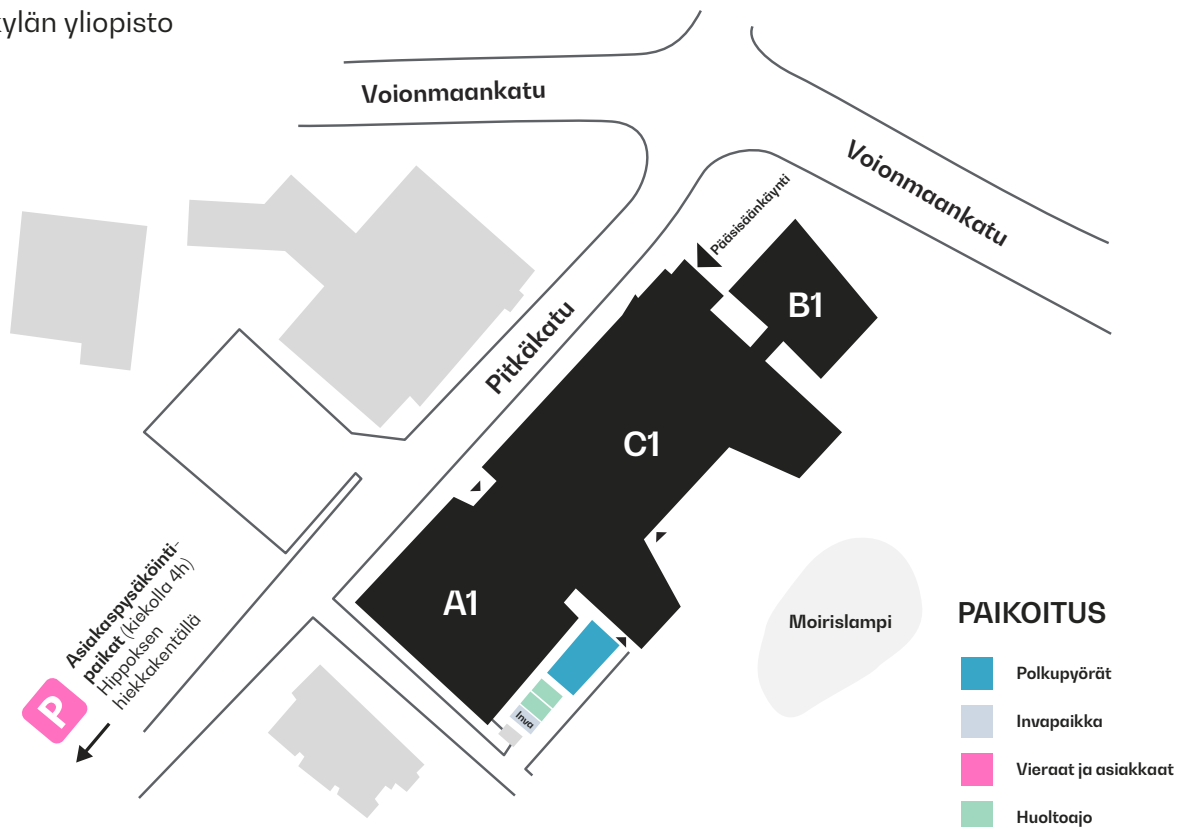 kylän yliopisto
Voionmaankatu
Voionmaankatu
Pääsisäänkäynti
B1
Pitkäkatu
C1
A1
Asiakaspysäköinti-
paikat (kiekolla 4h)
Hippoksen
hiekkakentällä
P
Inva
Moirislampi
PAIKOITUS
Polkupyörät
Invapaikka
Vieraat ja asiakkaat
Huoltoajo